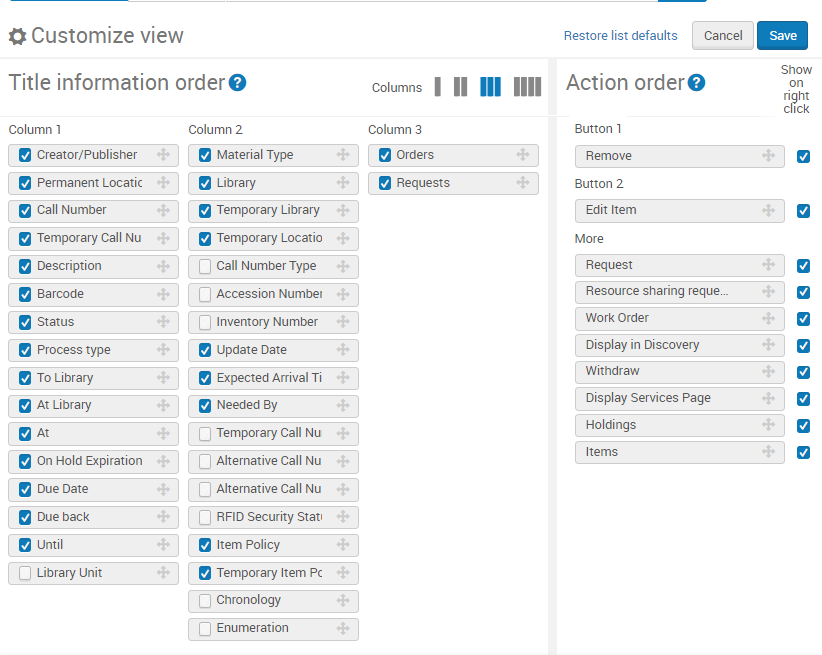 Customize view
Restore list defaults
Cancel
Save
Title information order ?
Columns
Action order ?
Show
on
right
click
Column 1
Creator/Publisher
Permanent Locatic
Call Number
Temporary Call Nu
Description
Barcode
Status
Process type
To Library
At Library
At
On Hold Expiration
Due Date
Due back
Until
Library Unit
Column 2
Material Type
Library
Temporary Library
Temporary Locatio
Call Number Type
Accession Number
Inventory Number
Update Date
Expected Arrival Ti
Needed By
Temporary Call Nu
Alternative Call Nu
Alternative Call Nu
RFID Security Stat
Item Policy
Temporary Item Po
Chronology
Enumeration
Column 3
Orders
Requests
Button 1
Remove
Button 2
Edit Item
More
Request
Resource sharing reque...
Work Order
Display in Discovery
Withdraw
Display Services Page
Holdings
Items